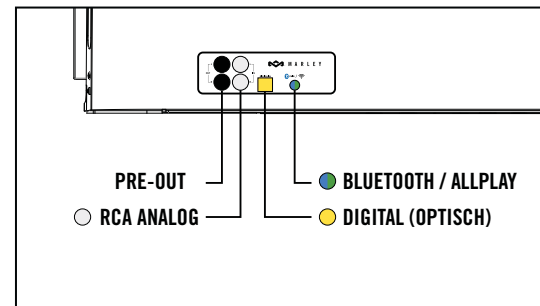 MARLEY
PRE-OUT
BLUETOOTH / ALLPLAY
RCA ANALOG
DIGITAL (OPTISCH)